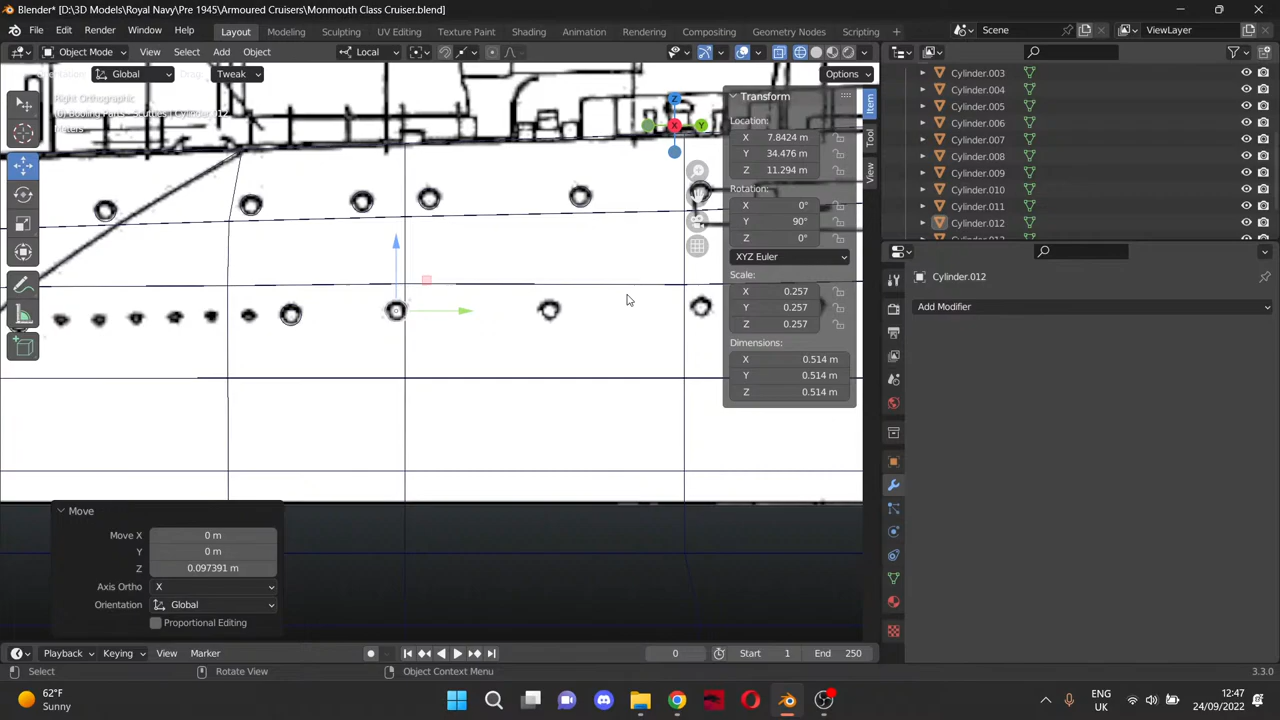 Blender* [D:\3D Models\Royal Navy\Pre 1945\Armoured Cruisers\Monmouth Class Cruiser.blend]
File Edit Render Window Help Layout Modeling Sculpting UV Editing Texture Paint Shading Animation Rendering Compositing Geometry Nodes Scripting + Scene ViewLayer
Object Mode View Select Add Object Local
Global Drag: Tweak Options
Right Orthographic
Cylinder.012
Meters
X Y Z
Transform
Location:
X 7.8424 m
Y 34.476 m
Z 11.294 m
Rotation:
X 0°
Y 90°
Z 0°
XYZ Euler
Scale:
X 0.257
Y 0.257
Z 0.257
Dimensions:
X 0.514 m
Y 0.514 m
Z 0.514 m
Item
Tool
View
Cylinder.003
Cylinder.004
Cylinder.005
Cylinder.006
Cylinder.007
Cylinder.008
Cylinder.009
Cylinder.010
Cylinder.011
Cylinder.012
Cylinder.012
Add Modifier
Move
Move X 0 m
Y 0 m
Z 0.097391 m
Axis Ortho X
Orientation Global
Proportional Editing
Playback Keying View Marker 0 Start 1 End 250
Select Rotate View Object Context Menu 3.3.0
62°F
Sunny
ENG
UK
12:47
24/09/2022